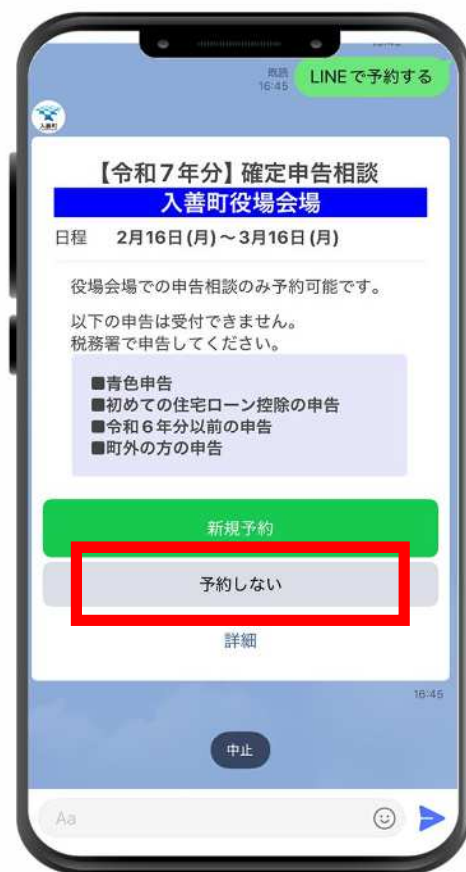 既読
16:45
LINEで予約する
入善町
【令和7年分】確定申告相談
入善町役場会場
日程 2月16日(月)~3月16日(月)
役場会場での申告相談のみ予約可能です。
以下の申告は受付できません。
税務署で申告してください。
■青色申告
■初めての住宅ローン控除の申告
■令和6年分以前の申告
■町外の方の申告
新規予約
予約しない
詳細
16:45
中止
Aa